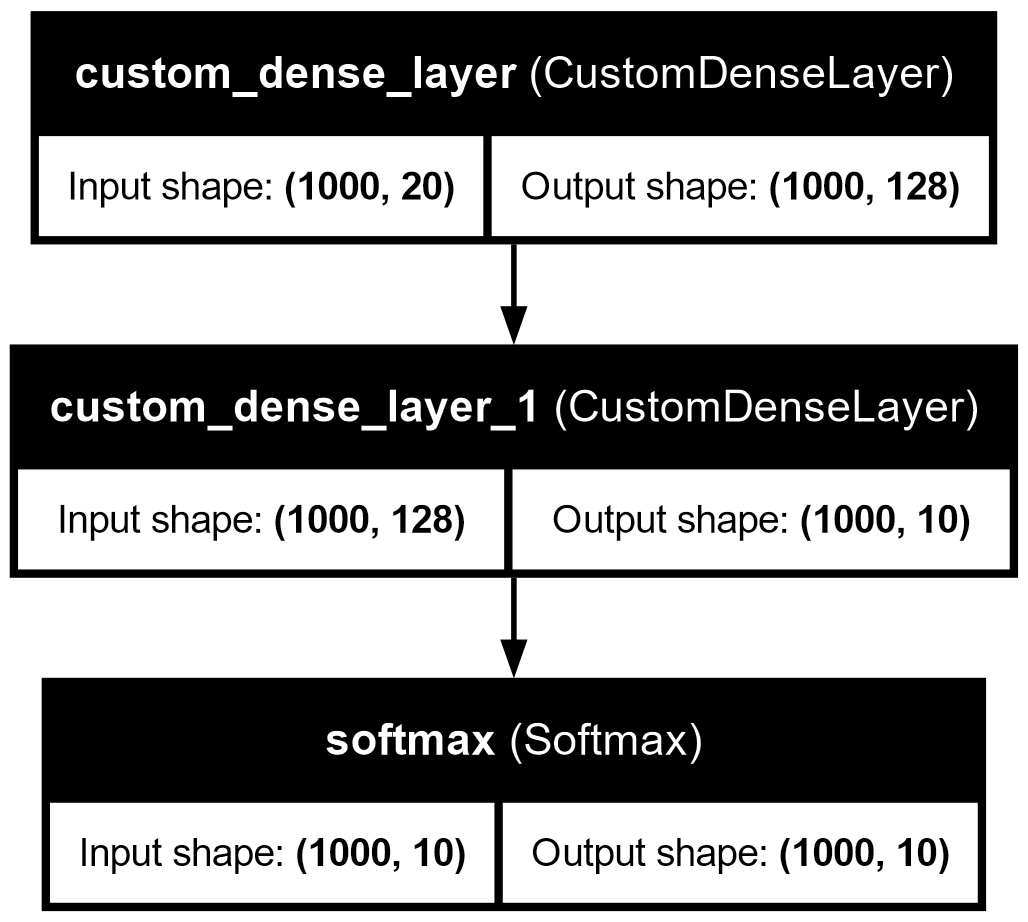 custom_dense_layer (CustomDenseLayer)
Input shape: (1000, 20)
Output shape: (1000, 128)
custom_dense_layer_1 (CustomDenseLayer)
Input shape: (1000, 128)
Output shape: (1000, 10)
softmax (Softmax)
Input shape: (1000, 10)
Output shape: (1000, 10)